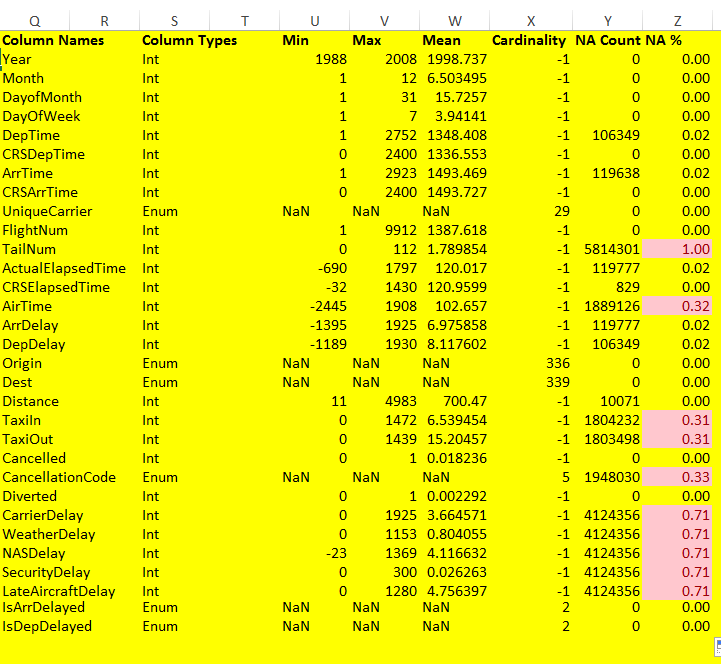 Q R S T U V W X Y Z
Column Names Column Types Min Max Mean Cardinality NA Count NA %
Year Int 1988 2008 1998.737 -1 0 0.00
Month Int 1 12 6.503495 -1 0 0.00
DayofMonth Int 1 31 15.7257 -1 0 0.00
DayOfWeek Int 1 7 3.94141 -1 0 0.00
DepTime Int 1 2752 1348.408 -1 106349 0.02
CRSDepTime Int 0 2400 1336.553 -1 0 0.00
ArrTime Int 1 2923 1493.469 -1 119638 0.02
CRSArrTime Int 0 2400 1493.727 -1 0 0.00
UniqueCarrier Enum NaN NaN NaN 29 0 0.00
FlightNum Int 1 9912 1387.618 -1 0 0.00
TailNum Int 0 112 1.789854 -1 5814301 1.00
ActualElapsedTime Int -690 1797 120.017 -1 119777 0.02
CRSElapsedTime Int -32 1430 120.9599 -1 829 0.00
AirTime Int -2445 1908 102.657 -1 1889126 0.32
ArrDelay Int -1395 1925 6.975858 -1 119777 0.02
DepDelay Int -1189 1930 8.117602 -1 106349 0.02
Origin Enum NaN NaN NaN 336 0 0.00
Dest Enum NaN NaN NaN 339 0 0.00
Distance Int 11 4983 700.47 -1 10071 0.00
TaxiIn Int 0 1472 6.539454 -1 1804232 0.31
TaxiOut Int 0 1439 15.20457 -1 1803498 0.31
Cancelled Int 0 1 0.018236 -1 0 0.00
CancellationCode Enum NaN NaN NaN 5 1948030 0.33
Diverted Int 0 1 0.002292 -1 0 0.00
CarrierDelay Int 0 1925 3.664571 -1 4124356 0.71
WeatherDelay Int 0 1153 0.804055 -1 4124356 0.71
NASDelay Int -23 1369 4.116632 -1 4124356 0.71
SecurityDelay Int 0 300 0.026263 -1 4124356 0.71
LateAircraftDelay Int 0 1280 4.756397 -1 4124356 0.71
IsArrDelayed Enum NaN NaN NaN 2 0 0.00
IsDepDelayed Enum NaN NaN NaN 2 0 0.00